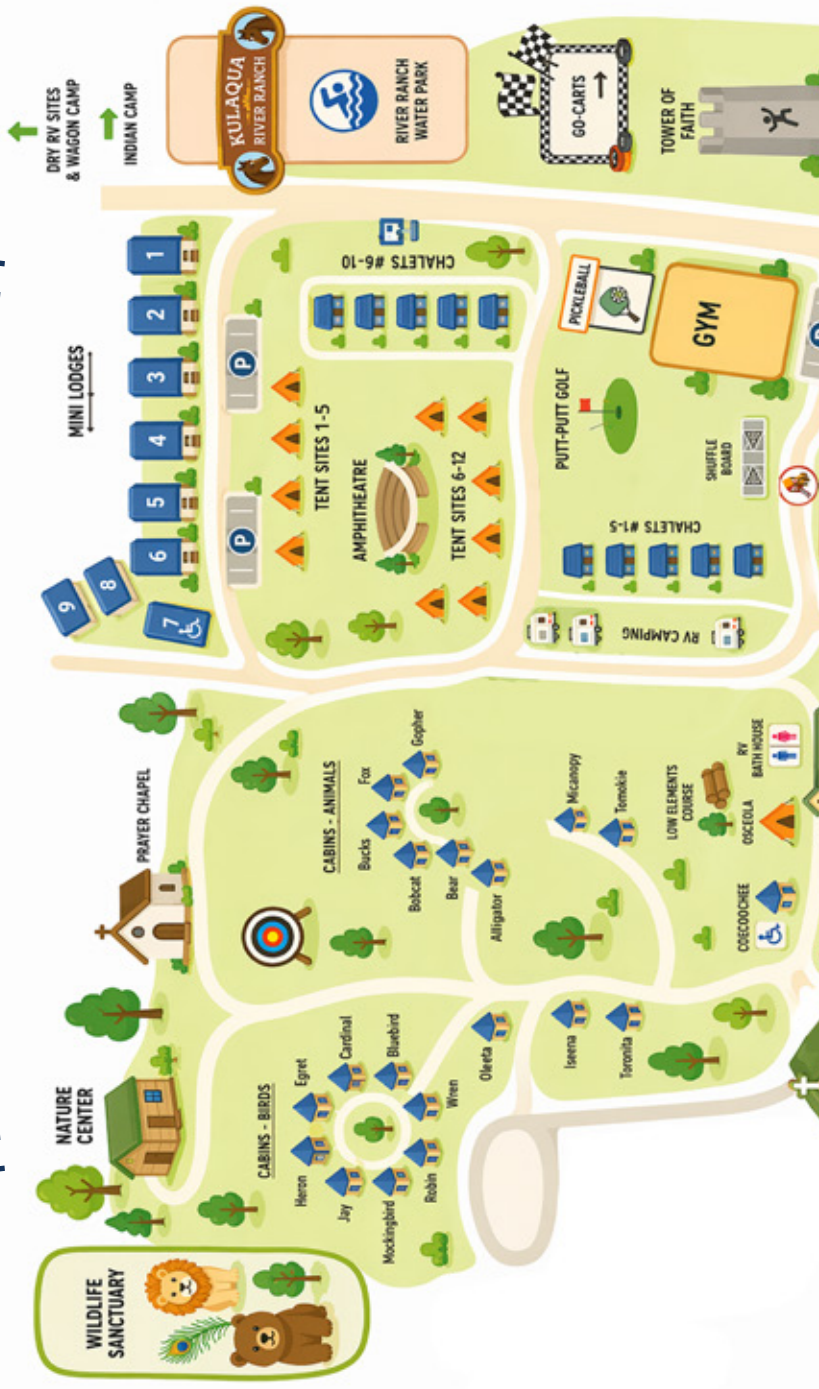 WILDLIFE
SANCTUARY
NATURE
CENTER
PRAYER CHAPEL
9
8
7
6
5
4
3
2
1
MINI LODGES
DRY RV SITES
& WAGON CAMP
INDIAN CAMP
KULAQUA
RIVER RANCH
RIVER RANCH
WATER PARK
P
P
TENT SITES 1-5
AMPHITHEATRE
TENT SITES 6-12
CHALETS #6-10
GO-CARTS
TOWER OF
FAITH
CABINS - BIRDS
Heron
Egret
Cardinal
Bluebird
Jay
Mockingbird
Robin
Wren
CABINS - ANIMALS
Bucks
Fox
Gopher
Bobcat
Bear
Alligator
Oleeta
Iseena
Toronita
Micanopy
Tomokie
RV CAMPING
CHALETS #1-5
PUTT-PUTT GOLF
PICKLEBALL
GYM
SHUFFLE
BOARD
P
LOW ELEMENTS
COURSE
COECOOCHEE
OSCEOLA
RV
BATH HOUSE